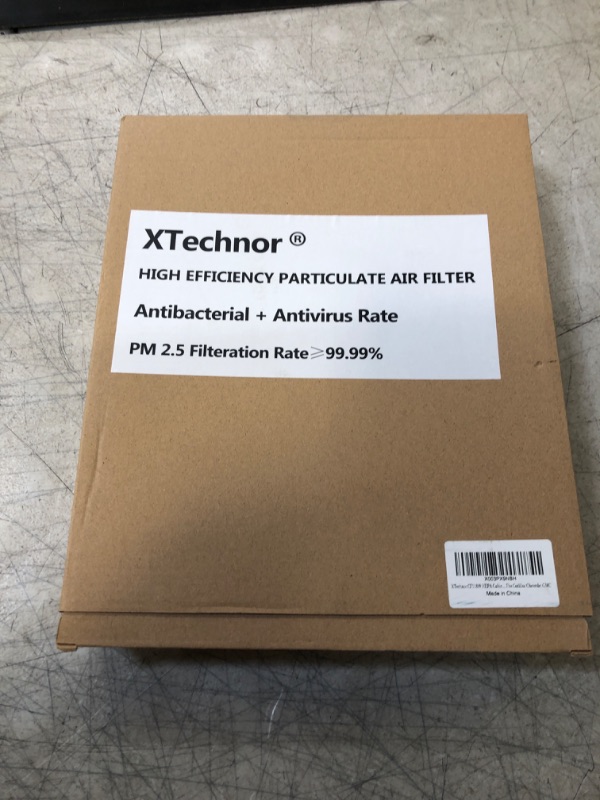 XTechnor ®
HIGH EFFICIENCY PARTICULATE AIR FILTER
Antibacterial + Antivirus Rate
PM 2.5 Filteration Rate≥99.99%
Made in China